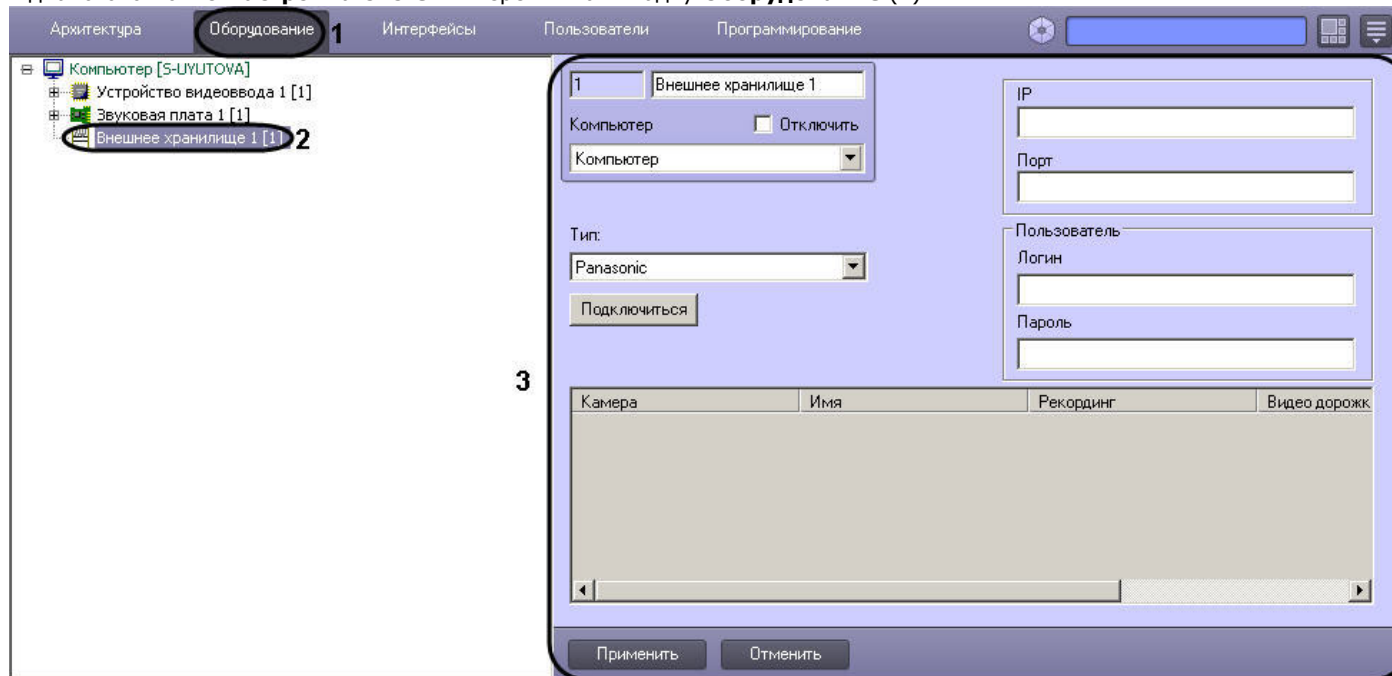 Архитектура Оборудование 1 Интерфейсы Пользователи Программирование
Компьютер [S-UYUTOVA]
Устройство видеоввода 1 [1]
Звуковая плата 1 [1]
Внешнее хранилище 1 [1] 2
3
1 Внешнее хранилище 1
Компьютер Отключить
Компьютер
Тип:
Panasonic
Подключиться
IP
Порт
Пользователь
Логин
Пароль
Камера Имя Рекординг Видео дорожк
Применить Отменить